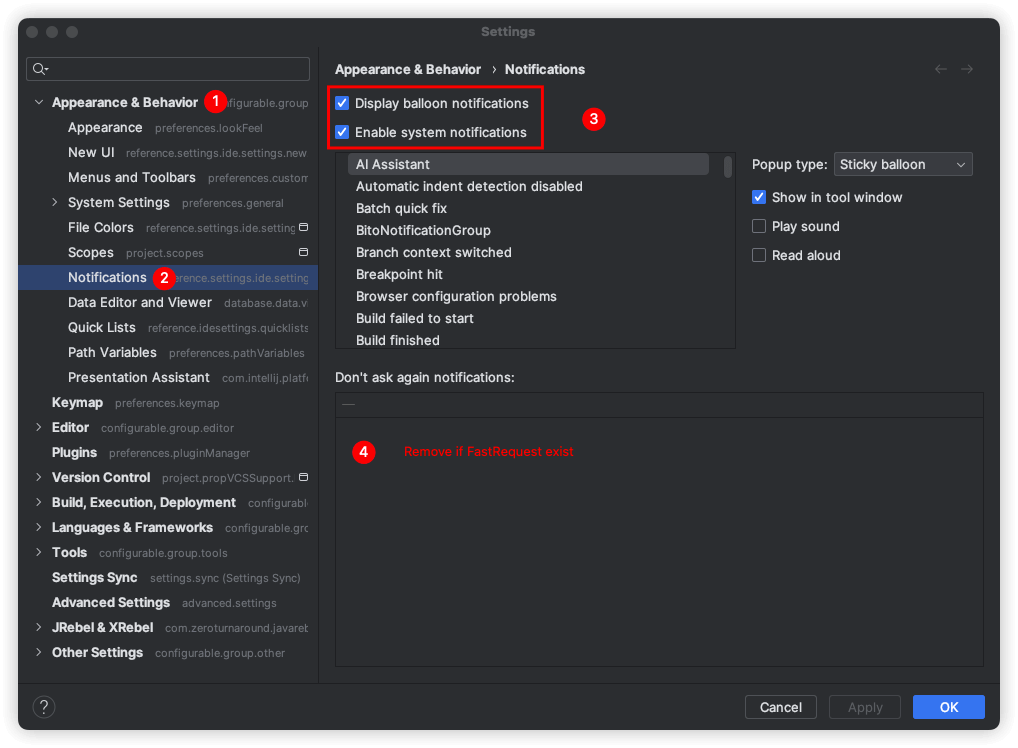 Settings
Appearance & Behavior 1 figurable.group
Appearance preferences.lookFeel
New UI reference.settings.ide.settings.new
Menus and Toolbars preferences.custom
System Settings preferences.general
File Colors reference.settings.ide.setting
Scopes project.scopes
Notifications 2 erence.settings.ide.setting
Data Editor and Viewer database.data.v
Quick Lists reference.idesettings.quicklists
Path Variables preferences.pathVariables
Presentation Assistant com.intellij.platf
Keymap preferences.keymap
Editor configurable.group.editor
Plugins preferences.pluginManager
Version Control project.propVCSSupport.
Build, Execution, Deployment configurabl
Languages & Frameworks configurable.gro
Tools configurable.group.tools
Settings Sync settings.sync (Settings Sync)
Advanced Settings advanced.settings
JRebel & XRebel com.zeroturnaround.javareb
Other Settings configurable.group.other
Appearance & Behavior › Notifications
Display balloon notifications
Enable system notifications
3
AI Assistant
Automatic indent detection disabled
Batch quick fix
BitoNotificationGroup
Branch context switched
Breakpoint hit
Browser configuration problems
Build failed to start
Build finished
Popup type: Sticky balloon
Show in tool window
Play sound
Read aloud
Don't ask again notifications:
4 Remove if FastRequest exist
?
Cancel
Apply
OK